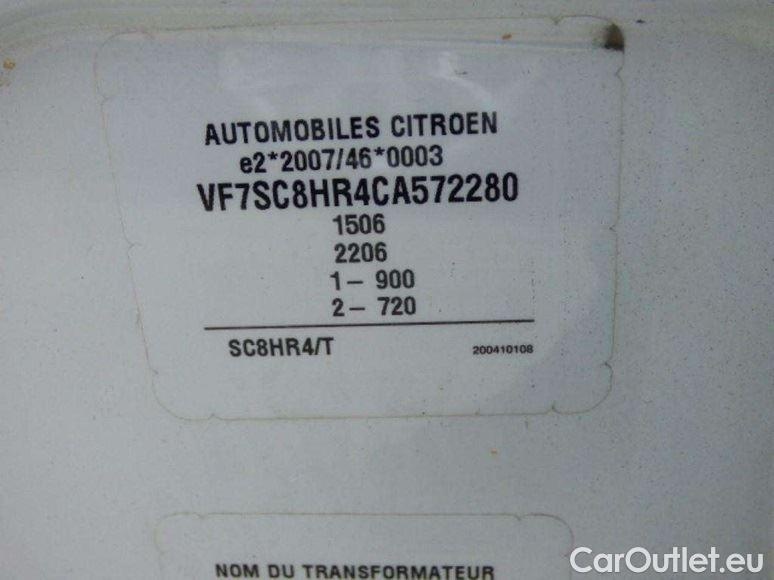 AUTOMOBILES CITROEN
e2*2007/46*0003
VF7SC8HR4CA572280
1506
2206
1- 900
2- 720
SC8HR4/T 200410108
NOM DU TRANSFORMATEUR
CarOutlet.eu